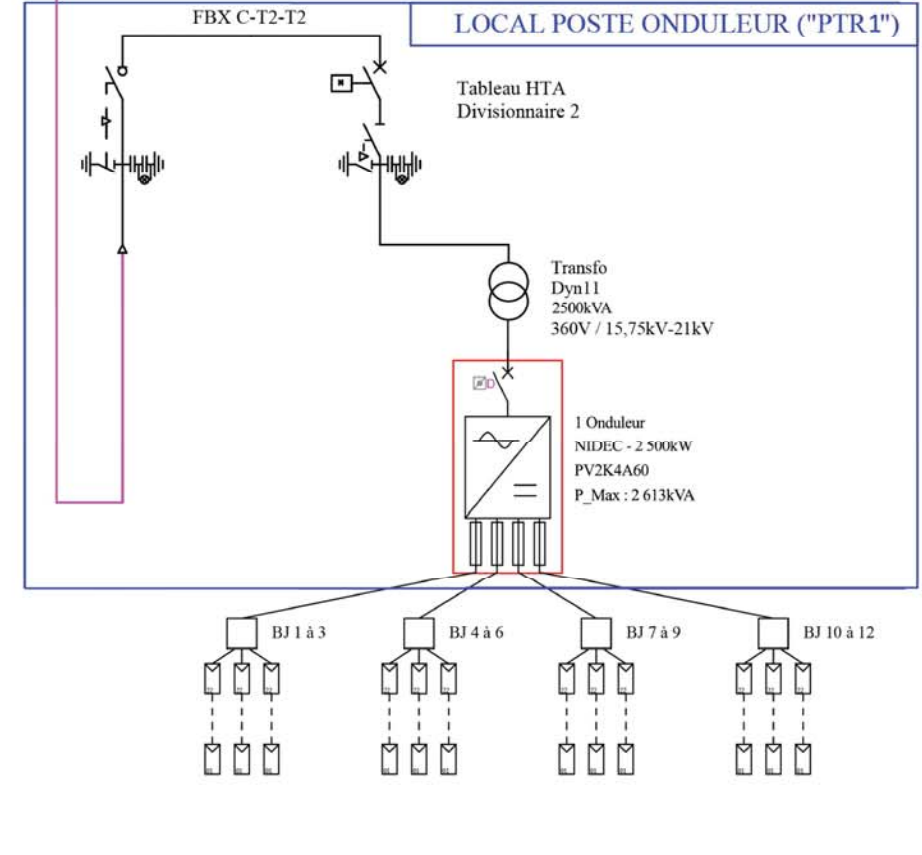 FBX C-T2-T2
LOCAL POSTE ONDULEUR ("PTR1")
Tableau HTA
Divisionnaire 2
Transfo
Dyn11
2500kVA
360V / 15,75kV-21kV
D
1 Onduleur
NIDEC - 2 500kW
PV2K4A60
P_Max : 2 613kVA
BJ 1 à 3
BJ 4 à 6
BJ 7 à 9
BJ 10 à 12